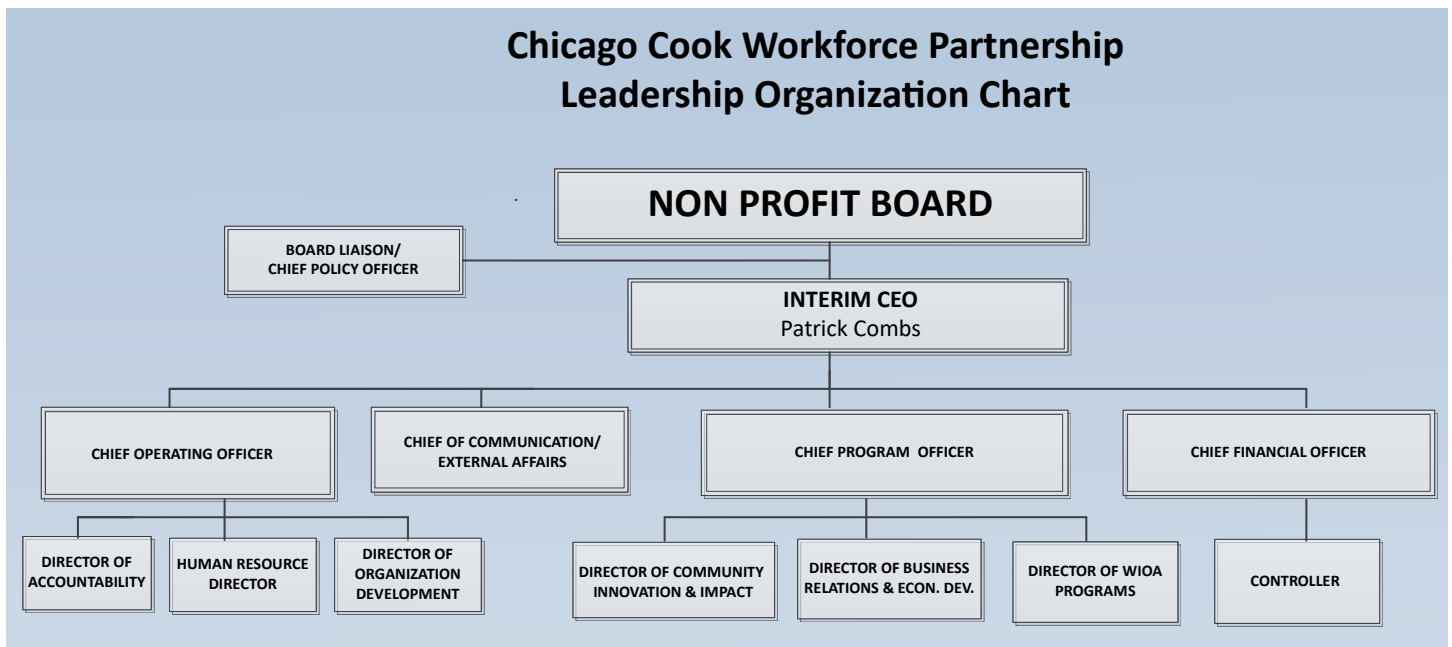 Chicago Cook Workforce Partnership
Leadership Organization Chart
NON PROFIT BOARD
BOARD LIAISON/
CHIEF POLICY OFFICER
INTERIM CEO
Patrick Combs
CHIEF OPERATING OFFICER
CHIEF OF COMMUNICATION/
EXTERNAL AFFAIRS
CHIEF PROGRAM OFFICER
CHIEF FINANCIAL OFFICER
DIRECTOR OF
ACCOUNTABILITY
HUMAN RESOURCE
DIRECTOR
DIRECTOR OF
ORGANIZATION
DEVELOPMENT
DIRECTOR OF COMMUNITY
INNOVATION & IMPACT
DIRECTOR OF BUSINESS
RELATIONS & ECON. DEV.
DIRECTOR OF WIOA
PROGRAMS
CONTROLLER